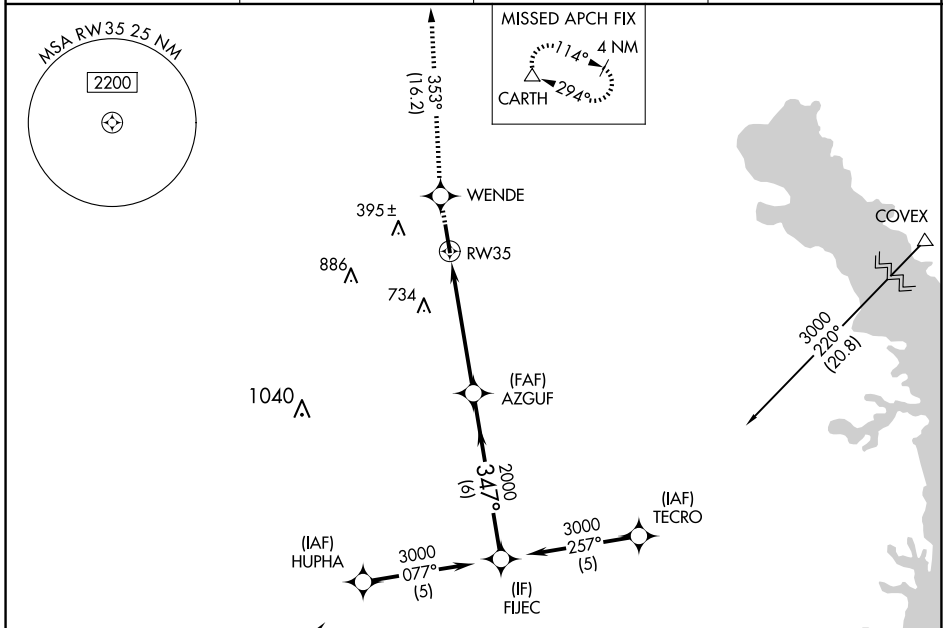 MSA RW35 25 NM
2200
353°
(16.2)
MISSED APCH FIX
114°
4 NM
294°
CARTH
WENDE
395±
RW35
886
734
COVEX
3000
220°
(20.8)
(FAF)
AZGUF
1040
2000
347°
(6)
(IAF)
TECRO
3000
257°
(5)
(IAF)
HUPHA
3000
077°
(5)
(IF)
FIJEC